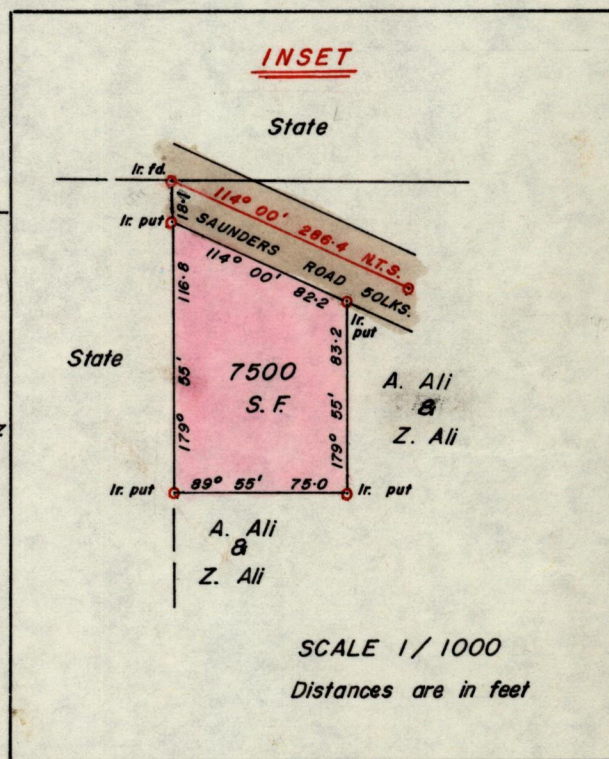 INSET
State
Ir. fd.
18·1
114° 00' 286·4 N.T.S.
Ir. put
SAUNDERS ROAD 50LKS.
114° 00' 82·2
Ir. put
179° 55' 116·8
State
7500
S. F.
179° 55' 83·2
A. Ali
&
Z. Ali
Ir. put
89° 55' 75·0
Ir. put
A. Ali
&
Z. Ali
SCALE 1 / 1000
Distances are in feet